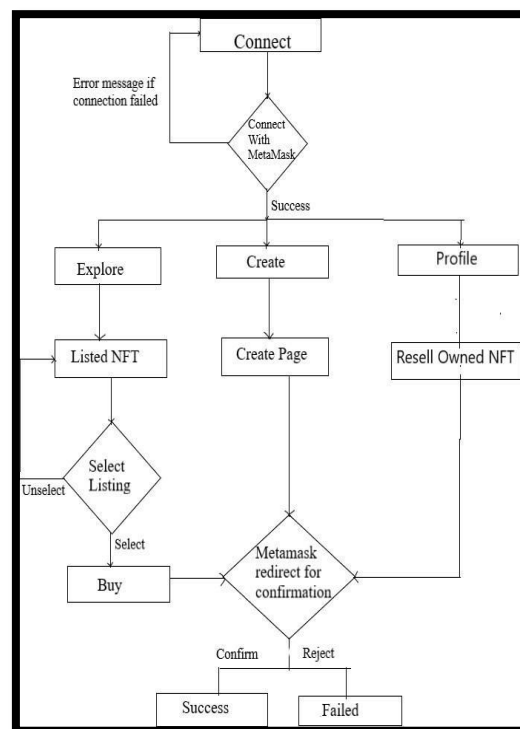 Connect
Error message if
connection failed
Connect
With
MetaMask
Success
Explore
Create
Profile
Listed NFT
Create Page
Resell Owned NFT
Select
Listing
Unselect
Select
Buy
Metamask
redirect for
confirmation
Confirm
Reject
Success
Failed